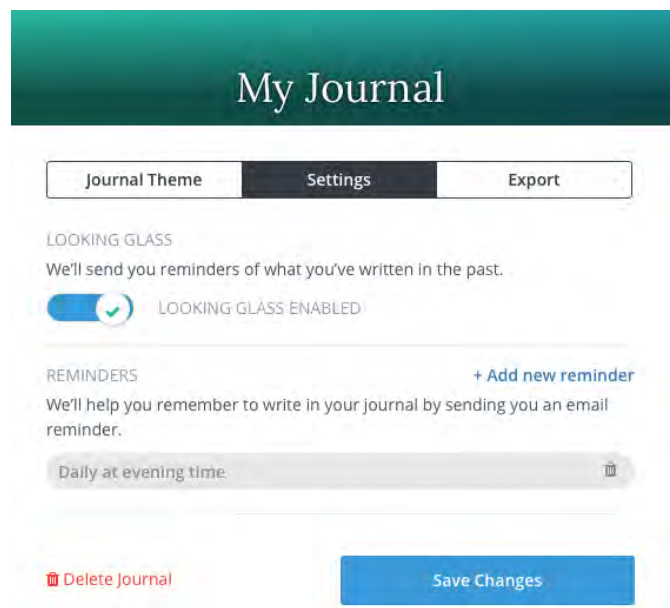 My Journal
Journal Theme Settings Export
LOOKING GLASS
We'll send you reminders of what you've written in the past.
LOOKING GLASS ENABLED
REMINDERS + Add new reminder
We'll help you remember to write in your journal by sending you an email
reminder.
Daily at evening time
Delete Journal Save Changes